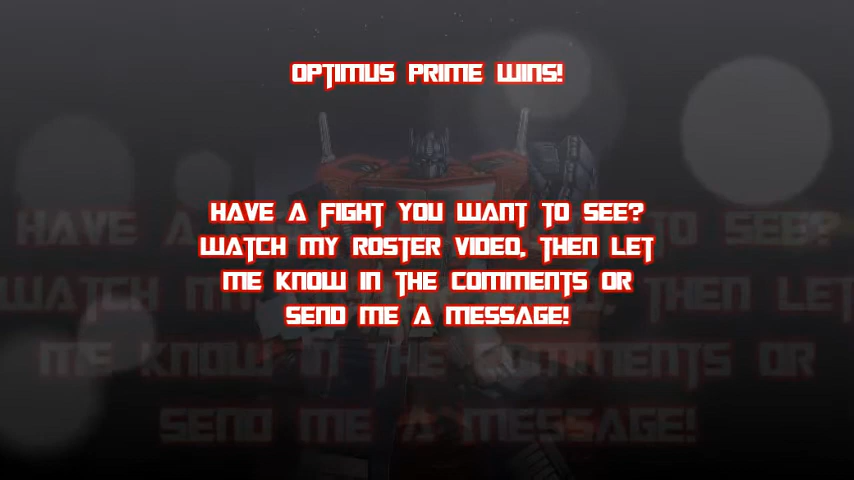 OPTIMUS PRIME WINS!
HAVE A FIGHT YOU WANT TO SEE?
WATCH MY ROSTER VIDEO, THEN LET
ME KNOW IN THE COMMENTS OR
SEND ME A MESSAGE!